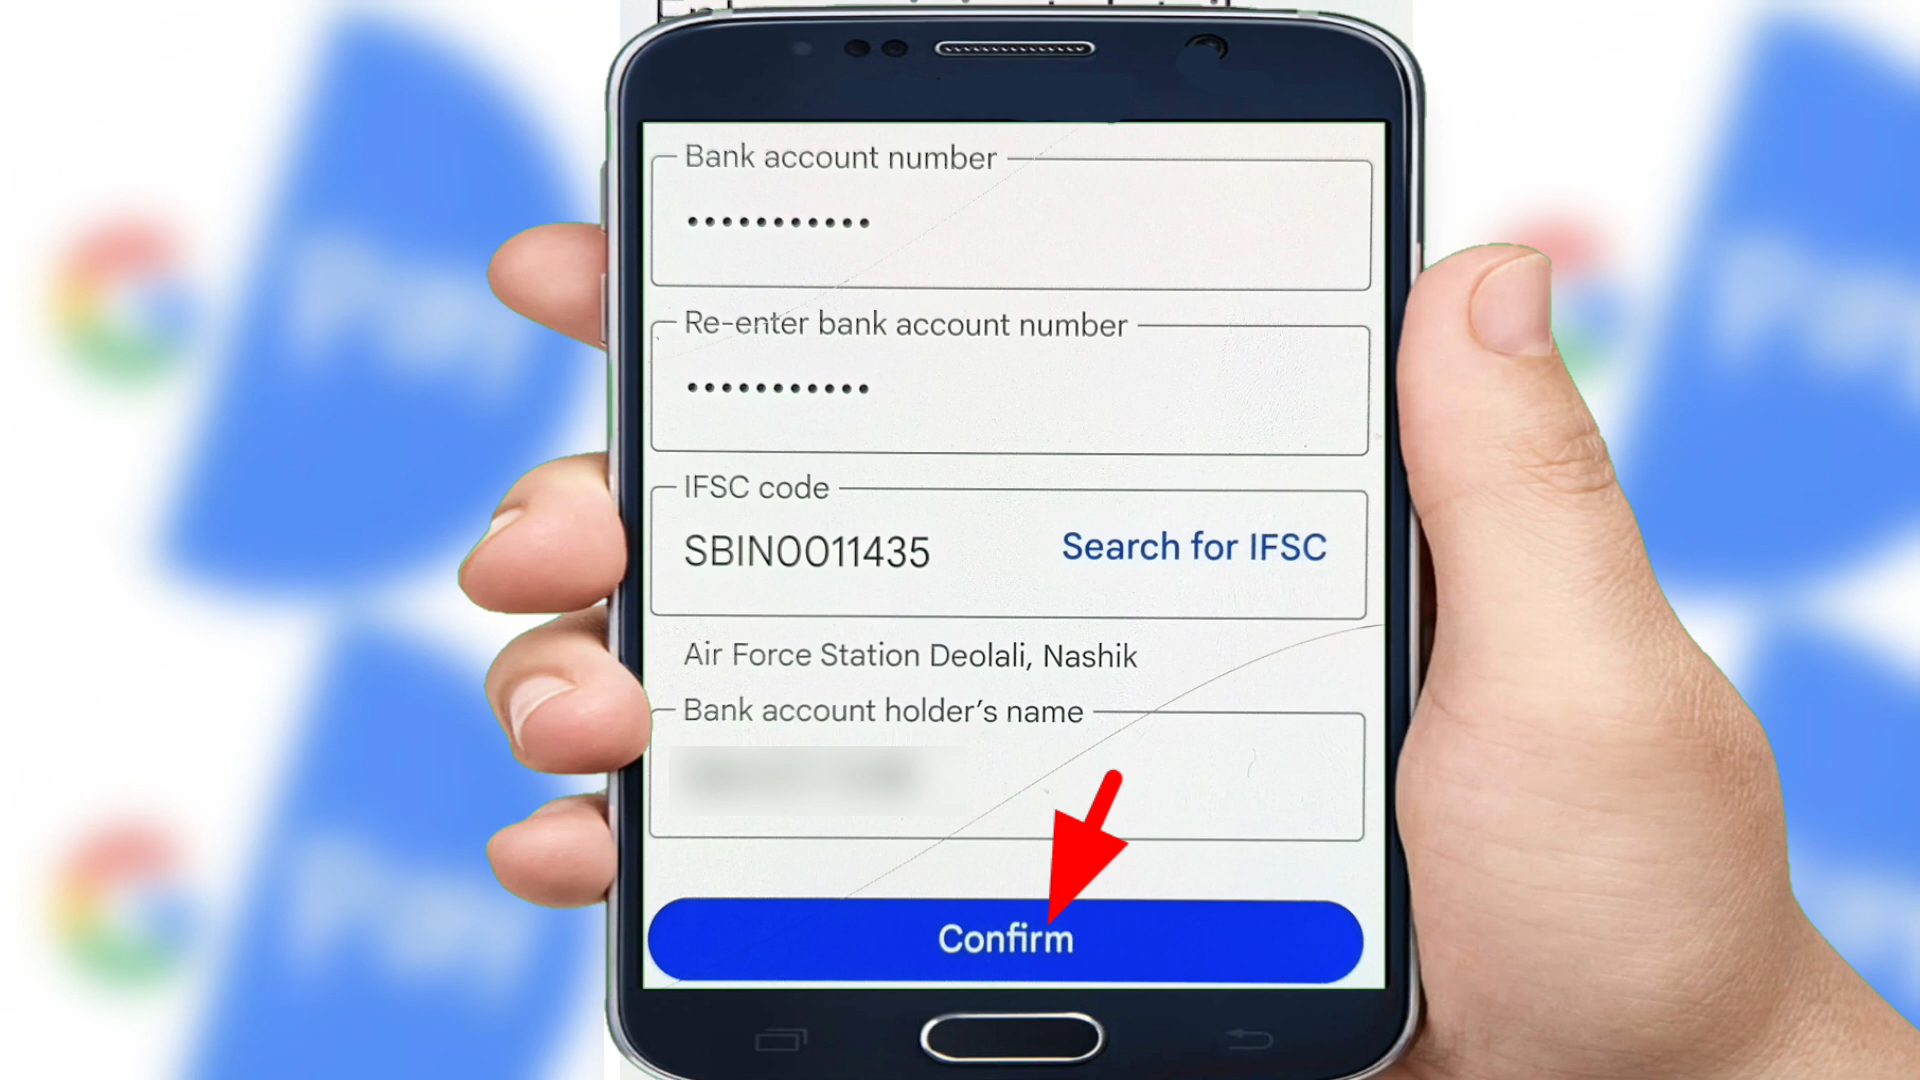 Bank account number
•••••••••••
Re-enter bank account number
•••••••••••
IFSC code
SBIN0011435
Search for IFSC
Air Force Station Deolali, Nashik
Bank account holder's name
Confirm